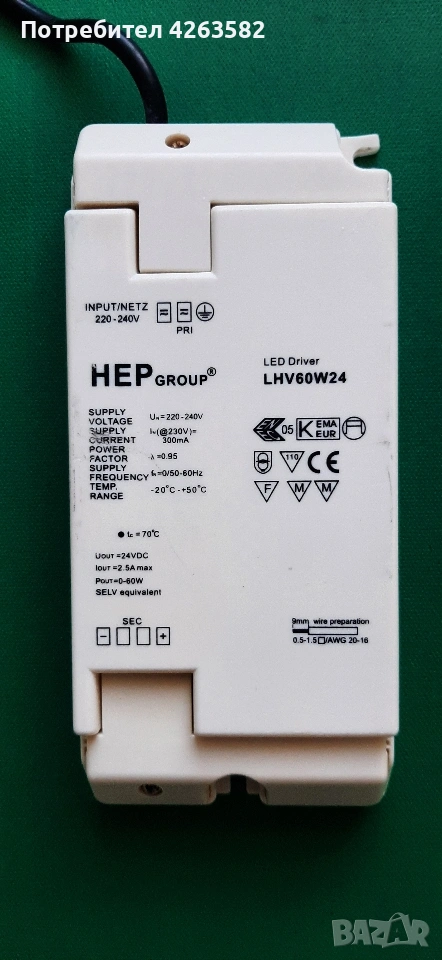 Потребител 4263582
INPUT/NETZ
220-240V
PRI
HEP GROUP®
LED Driver
LHV60W24
SUPPLY VOLTAGE UN=220-240V
SUPPLY CURRENT IN(@230V)= 300mA
POWER FACTOR λ=0.95
SUPPLY FREQUENCY fN=0/50-60Hz
TEMP. RANGE -20°C-+50°C
05 K EMA EUR
110 CE
F M M
tc = 70°C
UOUT =24VDC
IOUT =2.5A max
POUT=0-60W
SELV equivalent
SEC
- +
9mm wire preparation
0.5-1.5□/AWG 20-16
BAZAR